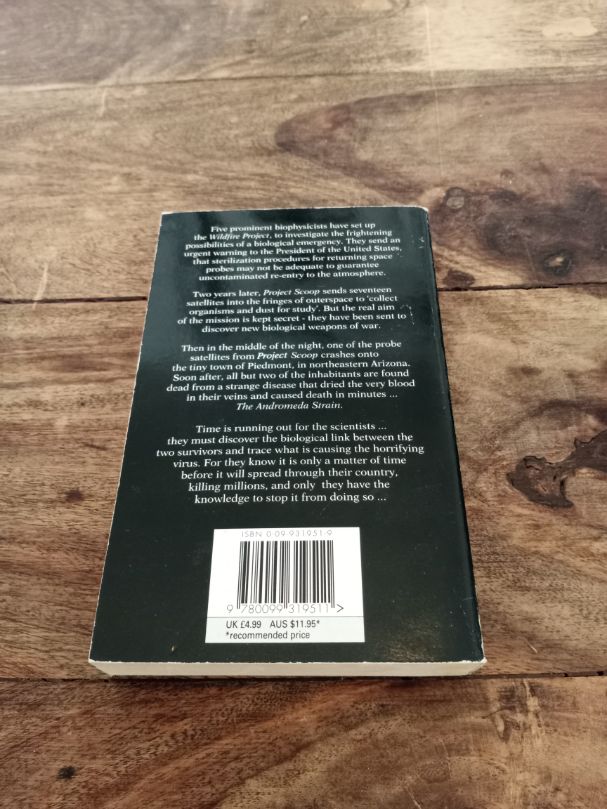 Five prominent biophysicists have set up
the Wildfire Project, to investigate the frightening
possibilities of a biological emergency. They send an
urgent warning to the President of the United States,
that sterilization procedures for returning space
probes may not be adequate to guarantee
uncontaminated re-entry to the atmosphere.
Two years later, Project Scoop sends seventeen
satellites into the fringes of outerspace to ‘collect
organisms and dust for study’. But the real aim
of the mission is kept secret - they have been sent to
discover new biological weapons of war.
Then in the middle of the night, one of the probe
satellites from Project Scoop crashes onto
the tiny town of Piedmont, in northeastern Arizona.
Soon after, all but two of the inhabitants are found
dead from a strange disease that dried the very blood
in their veins and caused death in minutes ...
The Andromeda Strain.
Time is running out for the scientists ...
they must discover the biological link between the
two survivors and trace what is causing the horrifying
virus. For they know it is only a matter of time
before it will spread through their country,
killing millions, and only they have the
knowledge to stop it from doing so ...
ISBN 0-09-931951-9
9 780099 319511 >
UK £4.99 AUS $11.95*
*recommended price